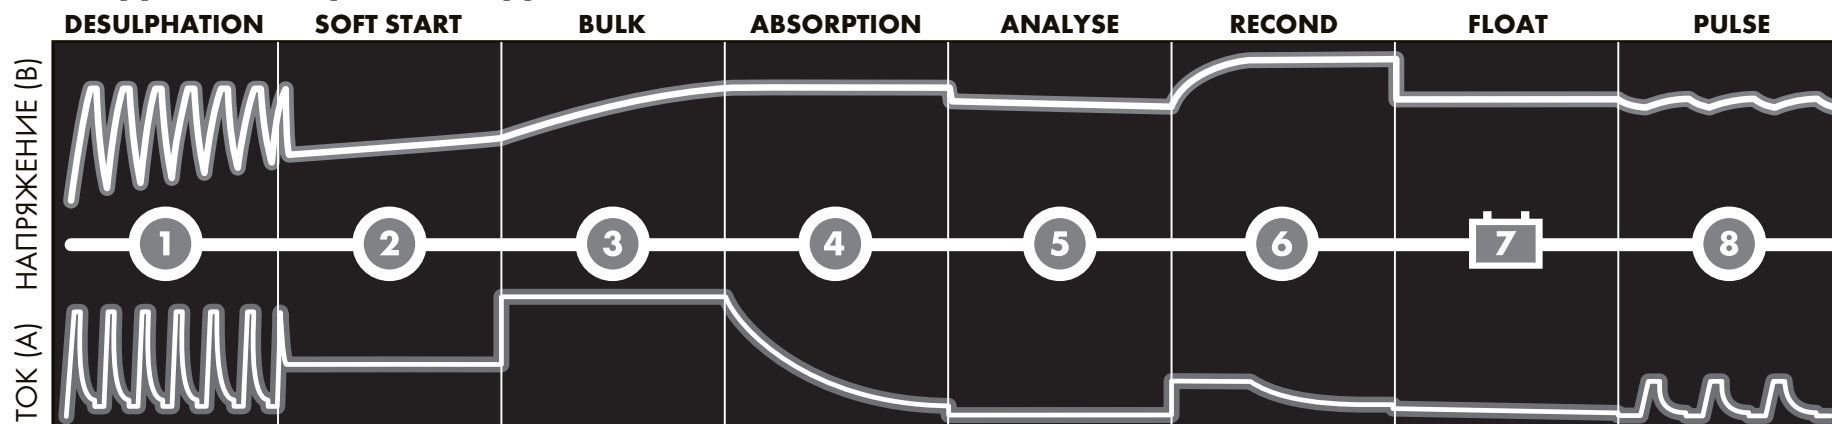 DESULPHATION SOFT START BULK ABSORPTION ANALYSE RECOND FLOAT PULSE
НАПРЯЖЕНИЕ (В)
1 2 3 4 5 6 7 8
ТОК (А)